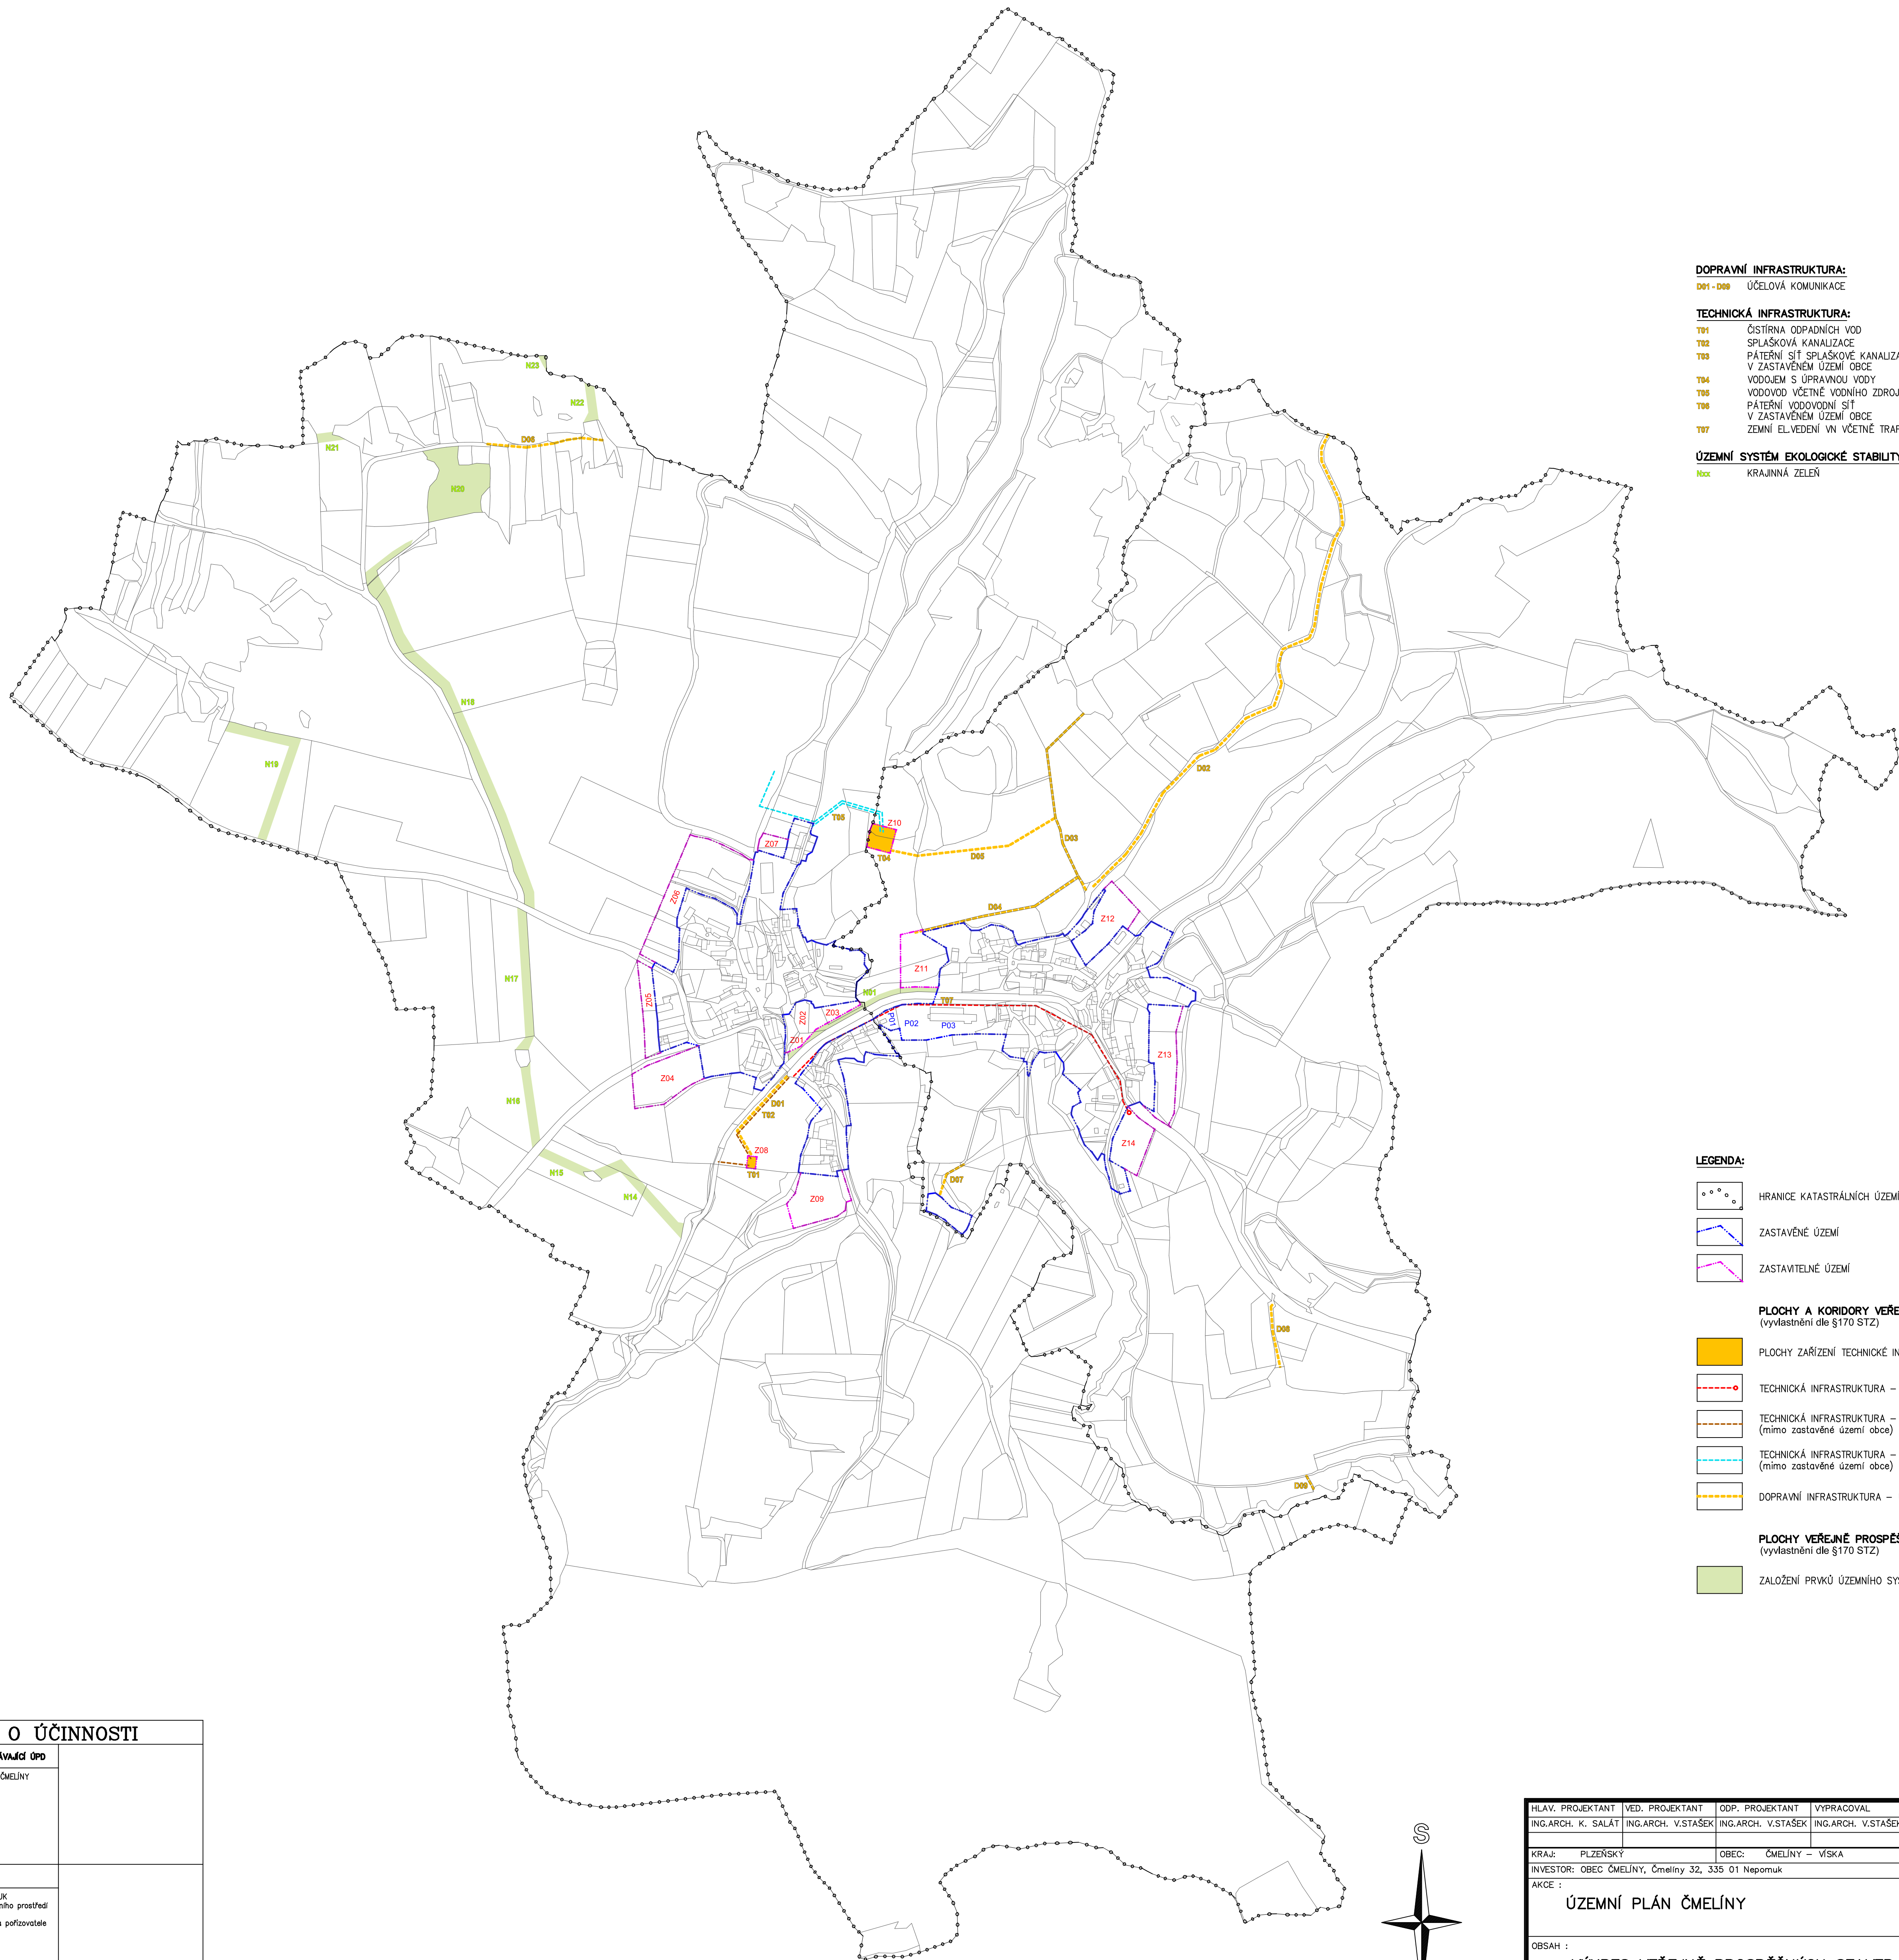 DOPRAVNÍ INFRASTRUKTURA:
D01 - D09 ÚČELOVÁ KOMUNIKACE
TECHNICKÁ INFRASTRUKTURA:
T01 ČISTÍRNA ODPADNÍCH VOD
T02 SPLAŠKOVÁ KANALIZACE
T03 PÁTEŘNÍ SÍŤ SPLAŠKOVÉ KANALIZA
V ZASTAVĚNÉM ÚZEMÍ OBCE
T04 VODOJEM S ÚPRAVNOU VODY
T05 VODOVOD VČETNĚ VODNÍHO ZDROJ
T06 PÁTEŘNÍ VODOVODNÍ SÍŤ
V ZASTAVĚNÉM ÚZEMÍ OBCE
T07 ZEMNÍ EL.VEDENÍ VN VČETNĚ TRAF
ÚZEMNÍ SYSTÉM EKOLOGICKÉ STABILITY
Nxx KRAJINNÁ ZELEŇ
N23
N22
N21
D06
N20
N18
N19
D02
T05
Z10
Z07
D03
T04
D05
Z06
D04
Z12
Z11
Z05
N17
N01
T07
Z02
Z03
P01
P02
P03
Z01
Z13
Z04
N16
D01
T02
Z14
Z08
N15
T01
D07
N14
Z09
D08
D09
LEGENDA:
HRANICE KATASTRÁLNÍCH ÚZEMÍ
ZASTAVĚNÉ ÚZEMÍ
ZASTAVITELNÉ ÚZEMÍ
PLOCHY A KORIDORY VEŘE
(vyvlastnění dle §170 STZ)
PLOCHY ZAŘÍZENÍ TECHNICKÉ IN
TECHNICKÁ INFRASTRUKTURA –
TECHNICKÁ INFRASTRUKTURA –
(mimo zastavěné území obce)
TECHNICKÁ INFRASTRUKTURA –
(mimo zastavěné území obce)
DOPRAVNÍ INFRASTRUKTURA –
PLOCHY VEŘEJNĚ PROSPĚŠ
(vyvlastnění dle §170 STZ)
ZALOŽENÍ PRVKŮ ÚZEMNÍHO SYS
O ÚČINNOSTI
ÁVAJÍCÍ ÚPD
ČMELÍNY
UK
ního prostředí
pořizovatele
S
HLAV. PROJEKTANT VED. PROJEKTANT ODP. PROJEKTANT VYPRACOVAL
ING.ARCH. K. SALÁT ING.ARCH. V.STAŠEK ING.ARCH. V.STAŠEK ING.ARCH. V.STAŠEK
KRAJ: PLZEŇSKÝ OBEC: ČMELÍNY – VÍSKA
INVESTOR: OBEC ČMELÍNY, Čmelíny 32, 335 01 Nepomuk
AKCE :
ÚZEMNÍ PLÁN ČMELÍNY
OBSAH :